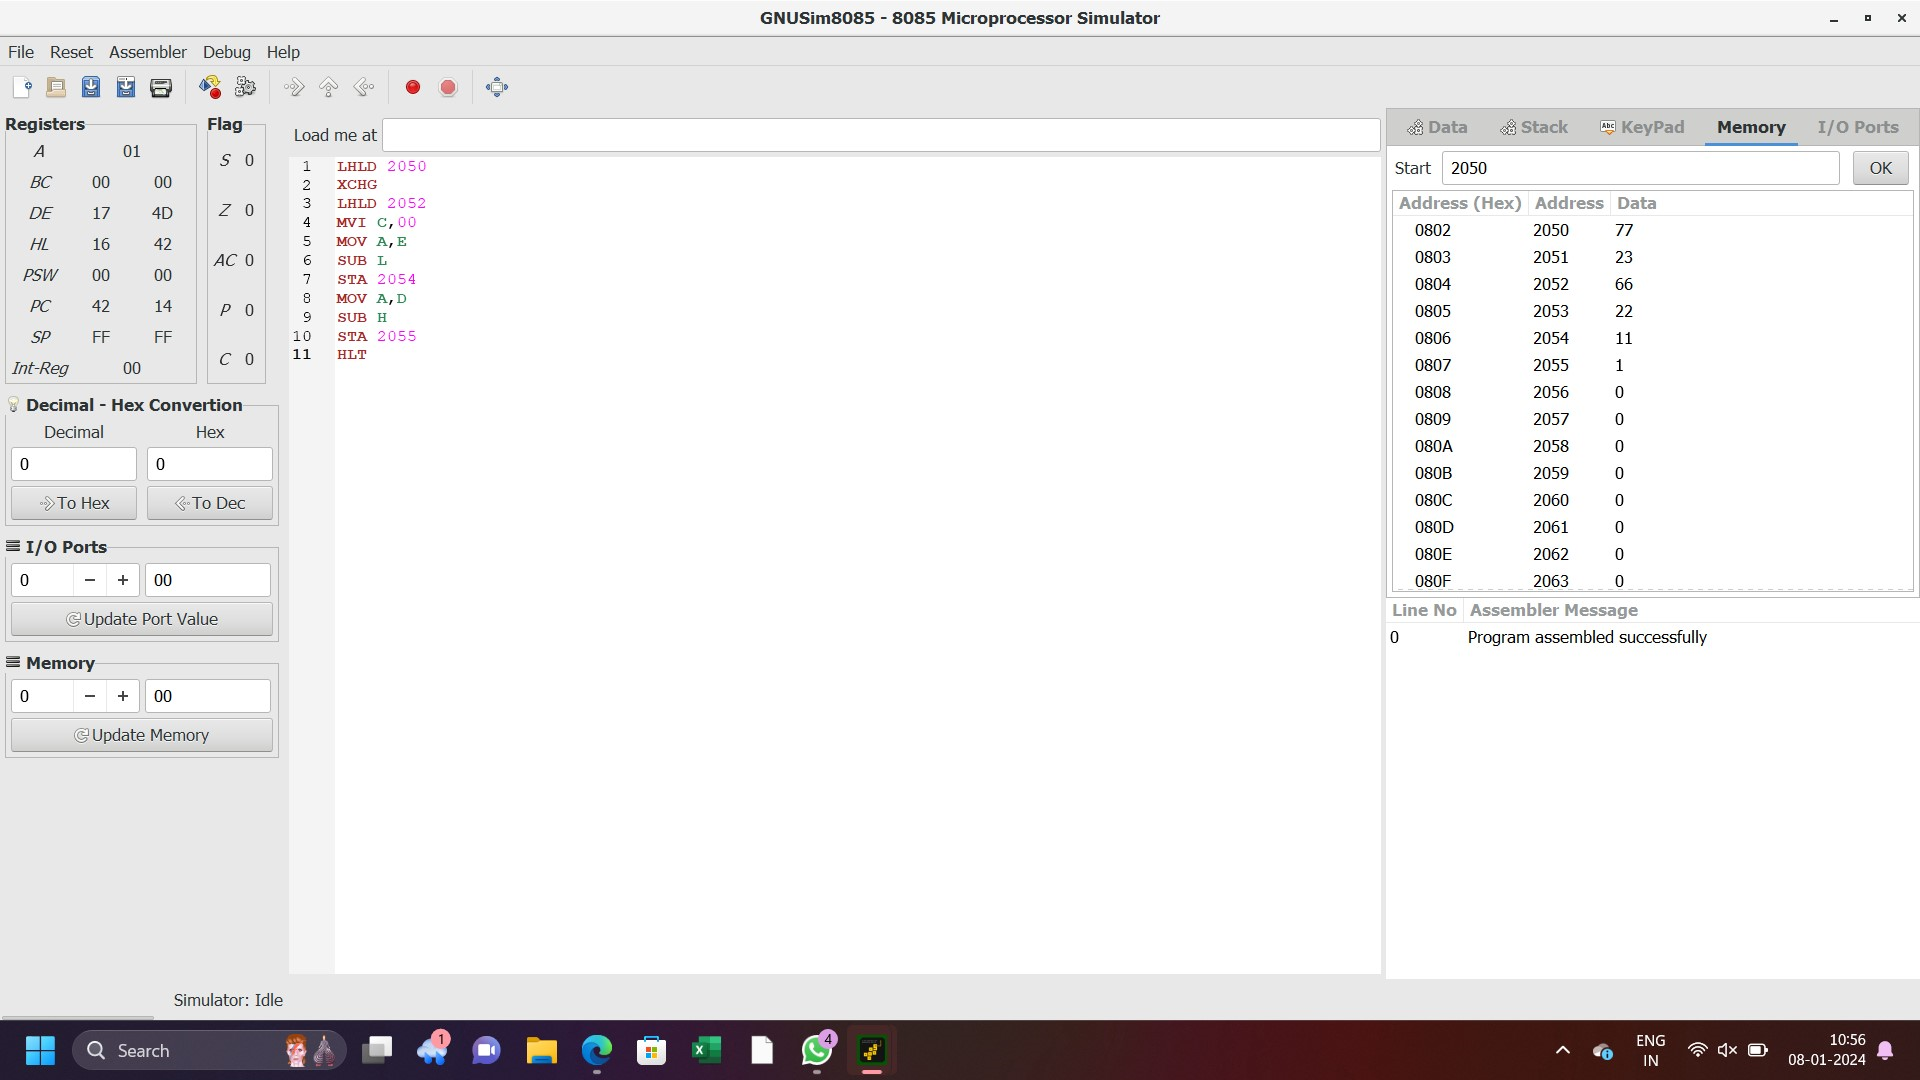 GNUSim8085 - 8085 Microprocessor Simulator
File Reset Assembler Debug Help
Registers
A 01
BC 00 00
DE 17 4D
HL 16 42
PSW 00 00
PC 42 14
SP FF FF
Int-Reg 00
Flag
S 0
Z 0
AC 0
P 0
C 0
Decimal - Hex Convertion
Decimal Hex
0 0
To Hex To Dec
I/O Ports
0 − + 00
Update Port Value
Memory
0 − + 00
Update Memory
Load me at
1 LHLD 2050
2 XCHG
3 LHLD 2052
4 MVI C,00
5 MOV A,E
6 SUB L
7 STA 2054
8 MOV A,D
9 SUB H
10 STA 2055
11 HLT
Data Stack Abc KeyPad Memory I/O Ports
Start 2050 OK
Address (Hex) Address Data
0802 2050 77
0803 2051 23
0804 2052 66
0805 2053 22
0806 2054 11
0807 2055 1
0808 2056 0
0809 2057 0
080A 2058 0
080B 2059 0
080C 2060 0
080D 2061 0
080E 2062 0
080F 2063 0
Line No Assembler Message
0 Program assembled successfully
Simulator: Idle
Search
1
4
ENG
IN
10:56
08-01-2024